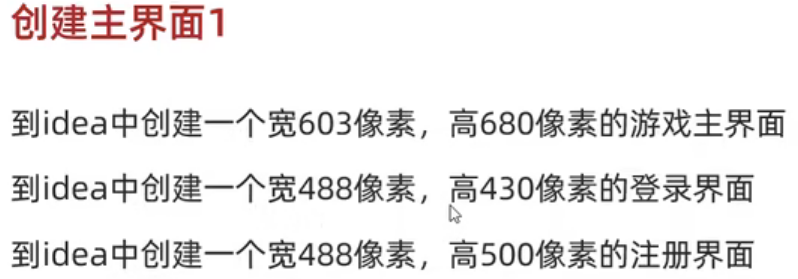 创建主界面1
到idea中创建一个宽603像素，高680像素的游戏主界面
到idea中创建一个宽488像素，高430像素的登录界面
到idea中创建一个宽488像素，高500像素的注册界面